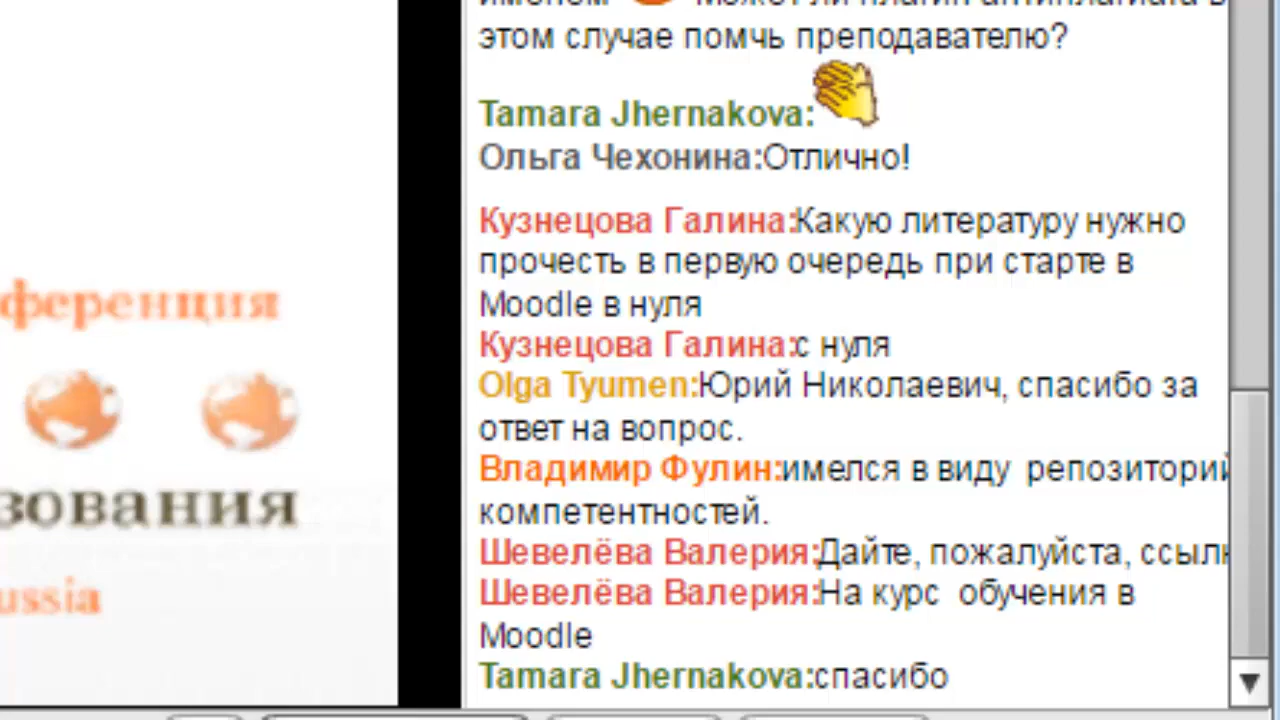 этом случае помчь преподавателю?
Tamara Jhernakova:
Ольга Чехонина:Отлично!
Кузнецова Галина:Какую литературу нужно
прочесть в первую очередь при старте в
Moodle в нуля
Кузнецова Галина:с нуля
Olga Tyumen:Юрий Николаевич, спасибо за
ответ на вопрос.
Владимир Фулин:имелся в виду репозиторий
компетентностей.
Шевелёва Валерия:Дайте, пожалуйста, ссылк
Шевелёва Валерия:На курс обучения в
Moodle
Tamara Jhernakova:спасибо
ференция
зования
ussia